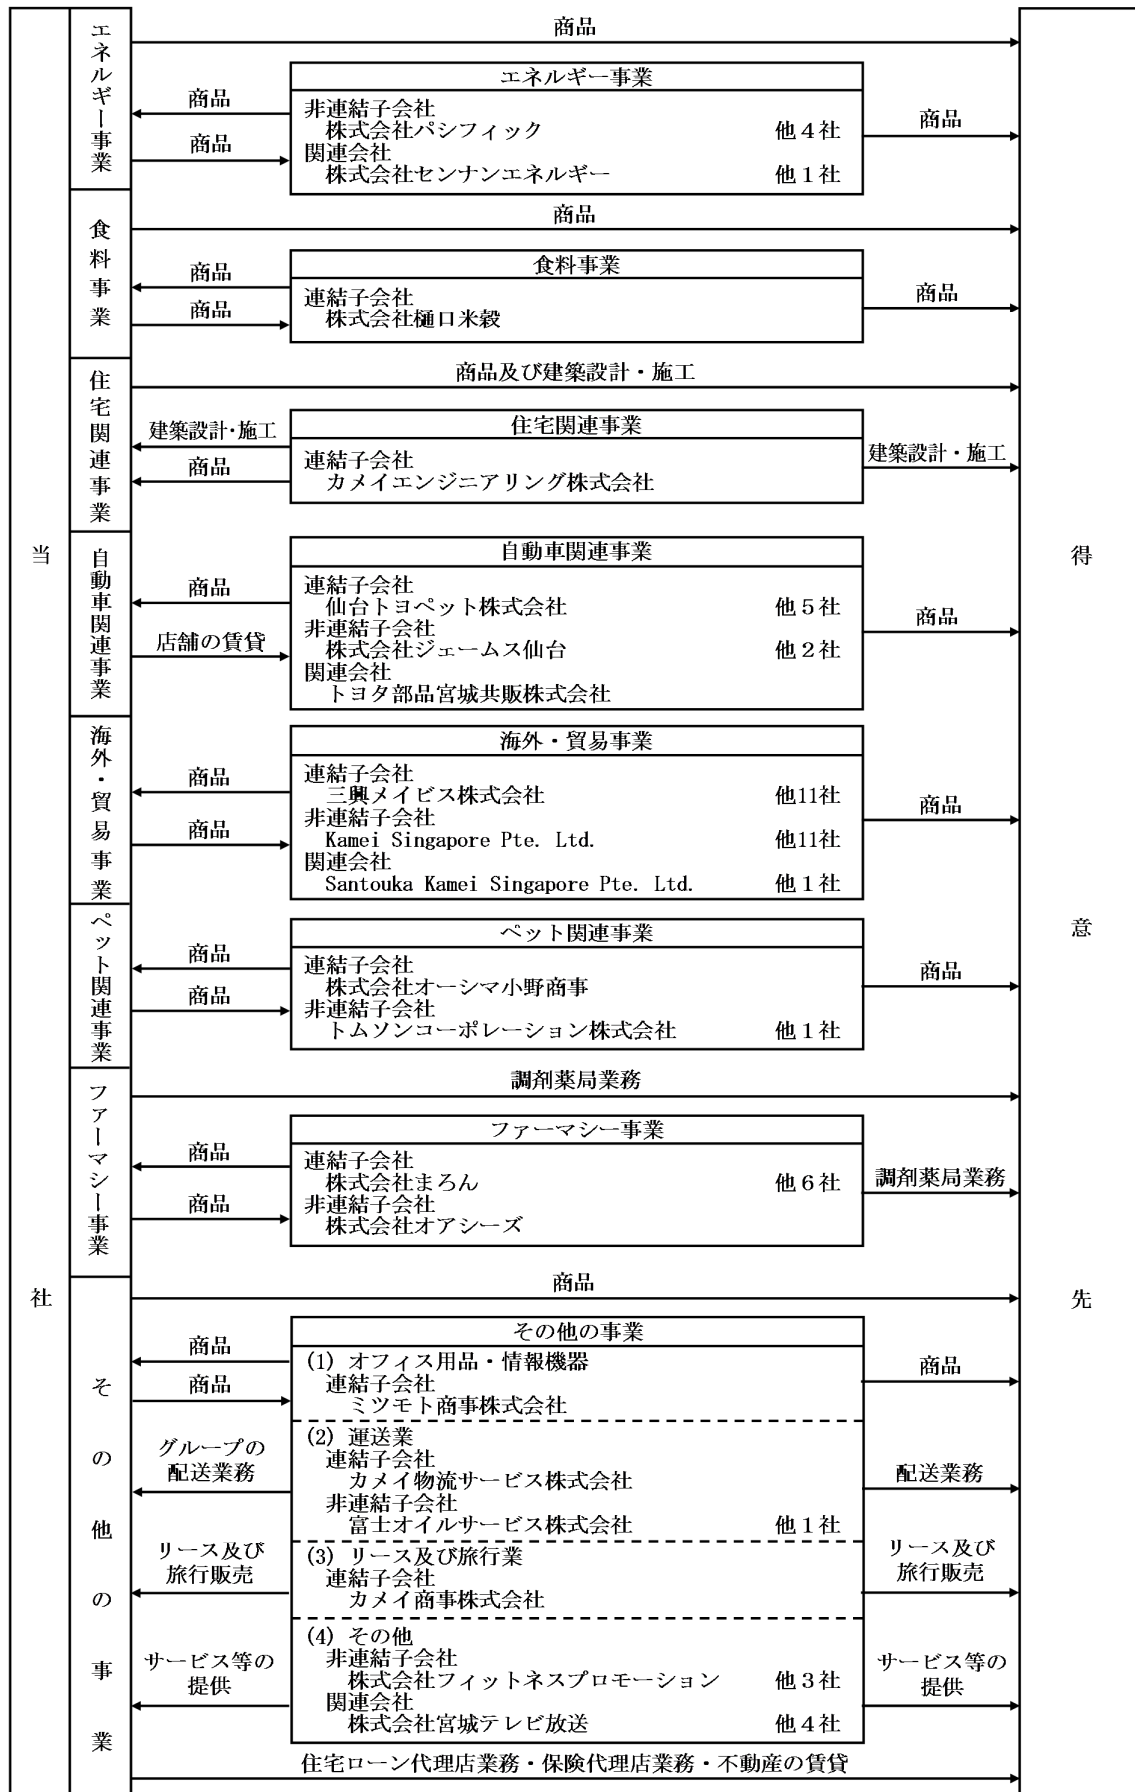 当社
得意先
エネルギー事業
商品
エネルギー事業
商品
商品
非連結子会社
株式会社パシフィック 他４社
関連会社
株式会社センナンエネルギー 他１社
商品
食料事業
商品
食料事業
商品
商品
連結子会社
株式会社樋口米穀
商品
住宅関連事業
商品及び建築設計・施工
住宅関連事業
建築設計・施工
商品
連結子会社
カメイエンジニアリング株式会社
建築設計・施工
自動車関連事業
自動車関連事業
商品
店舗の賃貸
連結子会社
仙台トヨペット株式会社 他５社
非連結子会社
株式会社ジェームス仙台 他２社
関連会社
トヨタ部品宮城共販株式会社
商品
海外・貿易事業
海外・貿易事業
商品
商品
連結子会社
三興メイビス株式会社 他11社
非連結子会社
Kamei Singapore Pte. Ltd. 他11社
関連会社
Santouka Kamei Singapore Pte. Ltd. 他１社
商品
ペット関連事業
ペット関連事業
商品
商品
連結子会社
株式会社オーシマ小野商事
非連結子会社
トムソンコーポレーション株式会社 他１社
商品
ファーマシー事業
調剤薬局業務
ファーマシー事業
商品
商品
連結子会社
株式会社まろん 他６社
非連結子会社
株式会社オアシーズ
調剤薬局業務
その他の事業
商品
その他の事業
商品
商品
(1) オフィス用品・情報機器
連結子会社
ミツモト商事株式会社
商品
グループの
配送業務
(2) 運送業
連結子会社
カメイ物流サービス株式会社
非連結子会社
富士オイルサービス株式会社 他１社
配送業務
リース及び
旅行販売
(3) リース及び旅行業
連結子会社
カメイ商事株式会社
リース及び
旅行販売
サービス等の
提供
(4) その他
非連結子会社
株式会社フィットネスプロモーション 他３社
関連会社
株式会社宮城テレビ放送 他４社
サービス等の
提供
住宅ローン代理店業務・保険代理店業務・不動産の賃貸